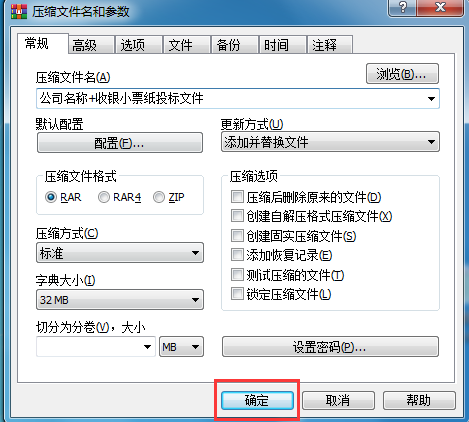 压缩文件名和参数
常规 高级 选项 文件 备份 时间 注释
压缩文件名(A)
浏览(B)...
公司名称+收银小票纸投标文件
默认配置
配置(F)...
更新方式(U)
添加并替换文件
压缩文件格式
RAR RAR4 ZIP
压缩方式(C)
标准
字典大小(I)
32 MB
切分为分卷(V)，大小
MB
压缩选项
压缩后删除原来的文件(D)
创建自解压格式压缩文件(X)
创建固实压缩文件(S)
添加恢复记录(E)
测试压缩的文件(T)
锁定压缩文件(L)
设置密码(P)...
确定 取消 帮助